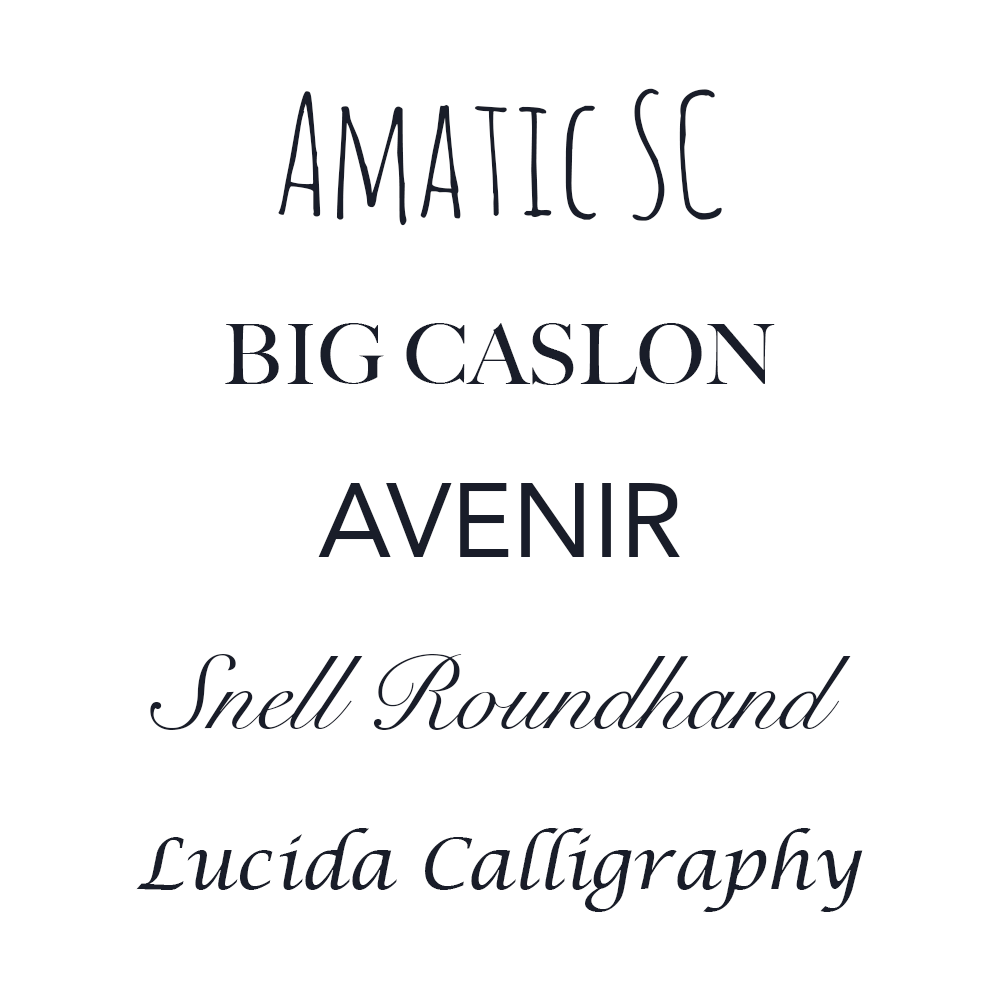 Amatic SC
BIG CASLON
AVENIR
Snell Roundhand
Lucida Calligraphy